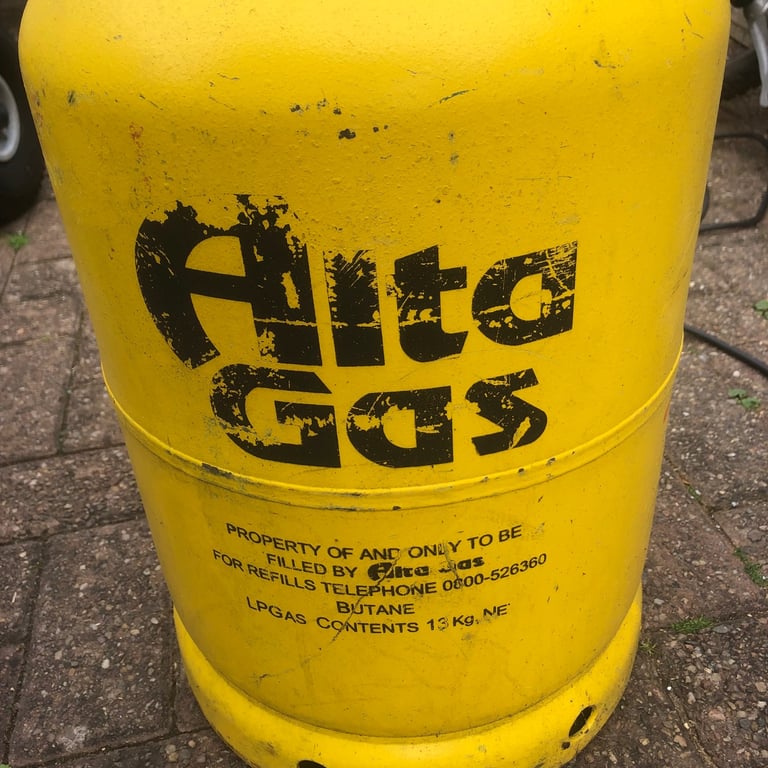 Alta
Gas
PROPERTY OF AND ONLY TO BE
FILLED BY Alta Gas
FOR REFILLS TELEPHONE 0800-526360
BUTANE
LPGAS CONTENTS 13 Kg. NET